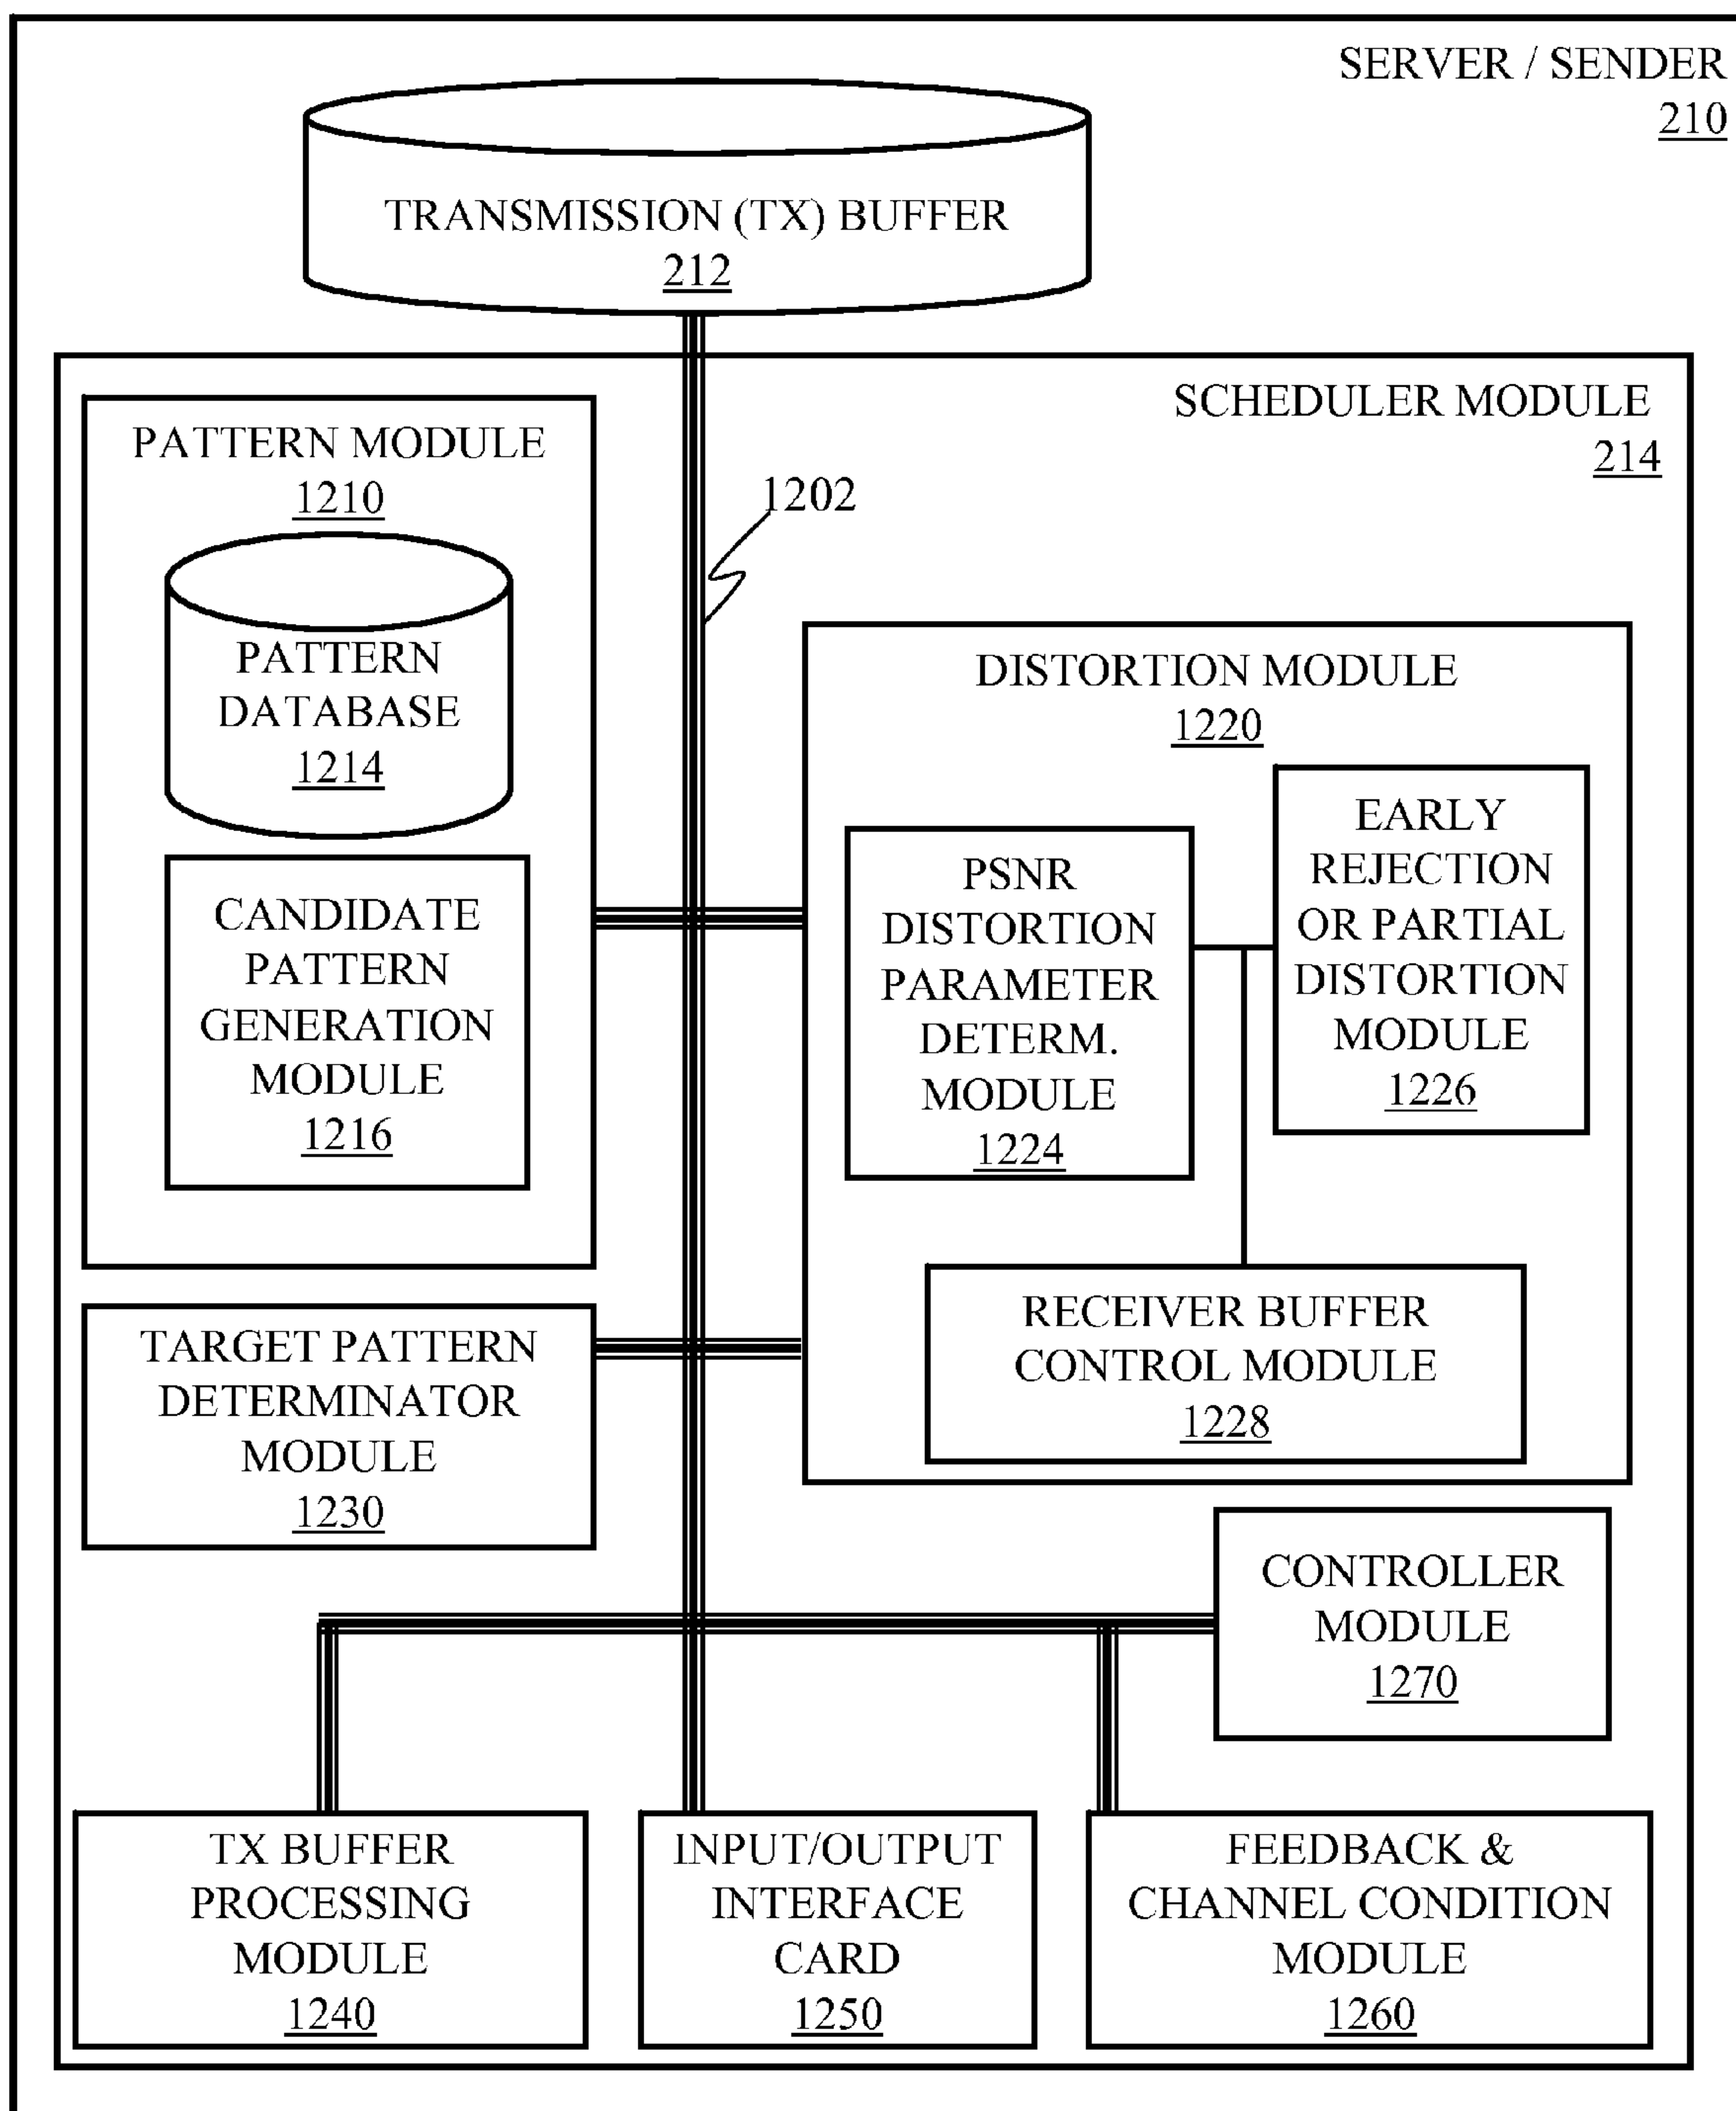 SERVER / SENDER
210
TRANSMISSION (TX) BUFFER
212
SCHEDULER MODULE
214
PATTERN MODULE
1210
1202
PATTERN
DATABASE
1214
CANDIDATE
PATTERN
GENERATION
MODULE
1216
DISTORTION MODULE
1220
PSNR
DISTORTION
PARAMETER
DETERM.
MODULE
1224
EARLY
REJECTION
OR PARTIAL
DISTORTION
MODULE
1226
RECEIVER BUFFER
CONTROL MODULE
1228
TARGET PATTERN
DETERMINATOR
MODULE
1230
CONTROLLER
MODULE
1270
TX BUFFER
PROCESSING
MODULE
1240
INPUT/OUTPUT
INTERFACE
CARD
1250
FEEDBACK &
CHANNEL CONDITION
MODULE
1260